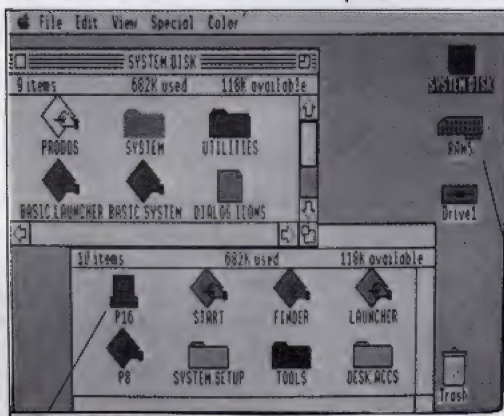 File Edit View Special Color
SYSTEM DISK
9 items 682K used 118K available
PRODOS SYSTEM UTILITIES
BASIC.LAUNCHER BASIC.SYSTEM DIALOG.ICONS
10 items 682K used 118K available
P16 START FINDER LAUNCHER
P8 SYSTEM.SETUP TOOLS DESK.ACCS
SYSTEM DISK
RAM5
Drive1
Trash